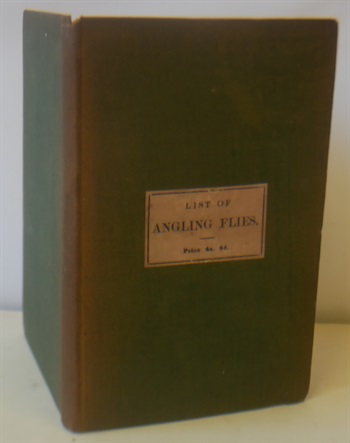 LIST OF
ANGLING FLIES.
Price 4s. 6d.